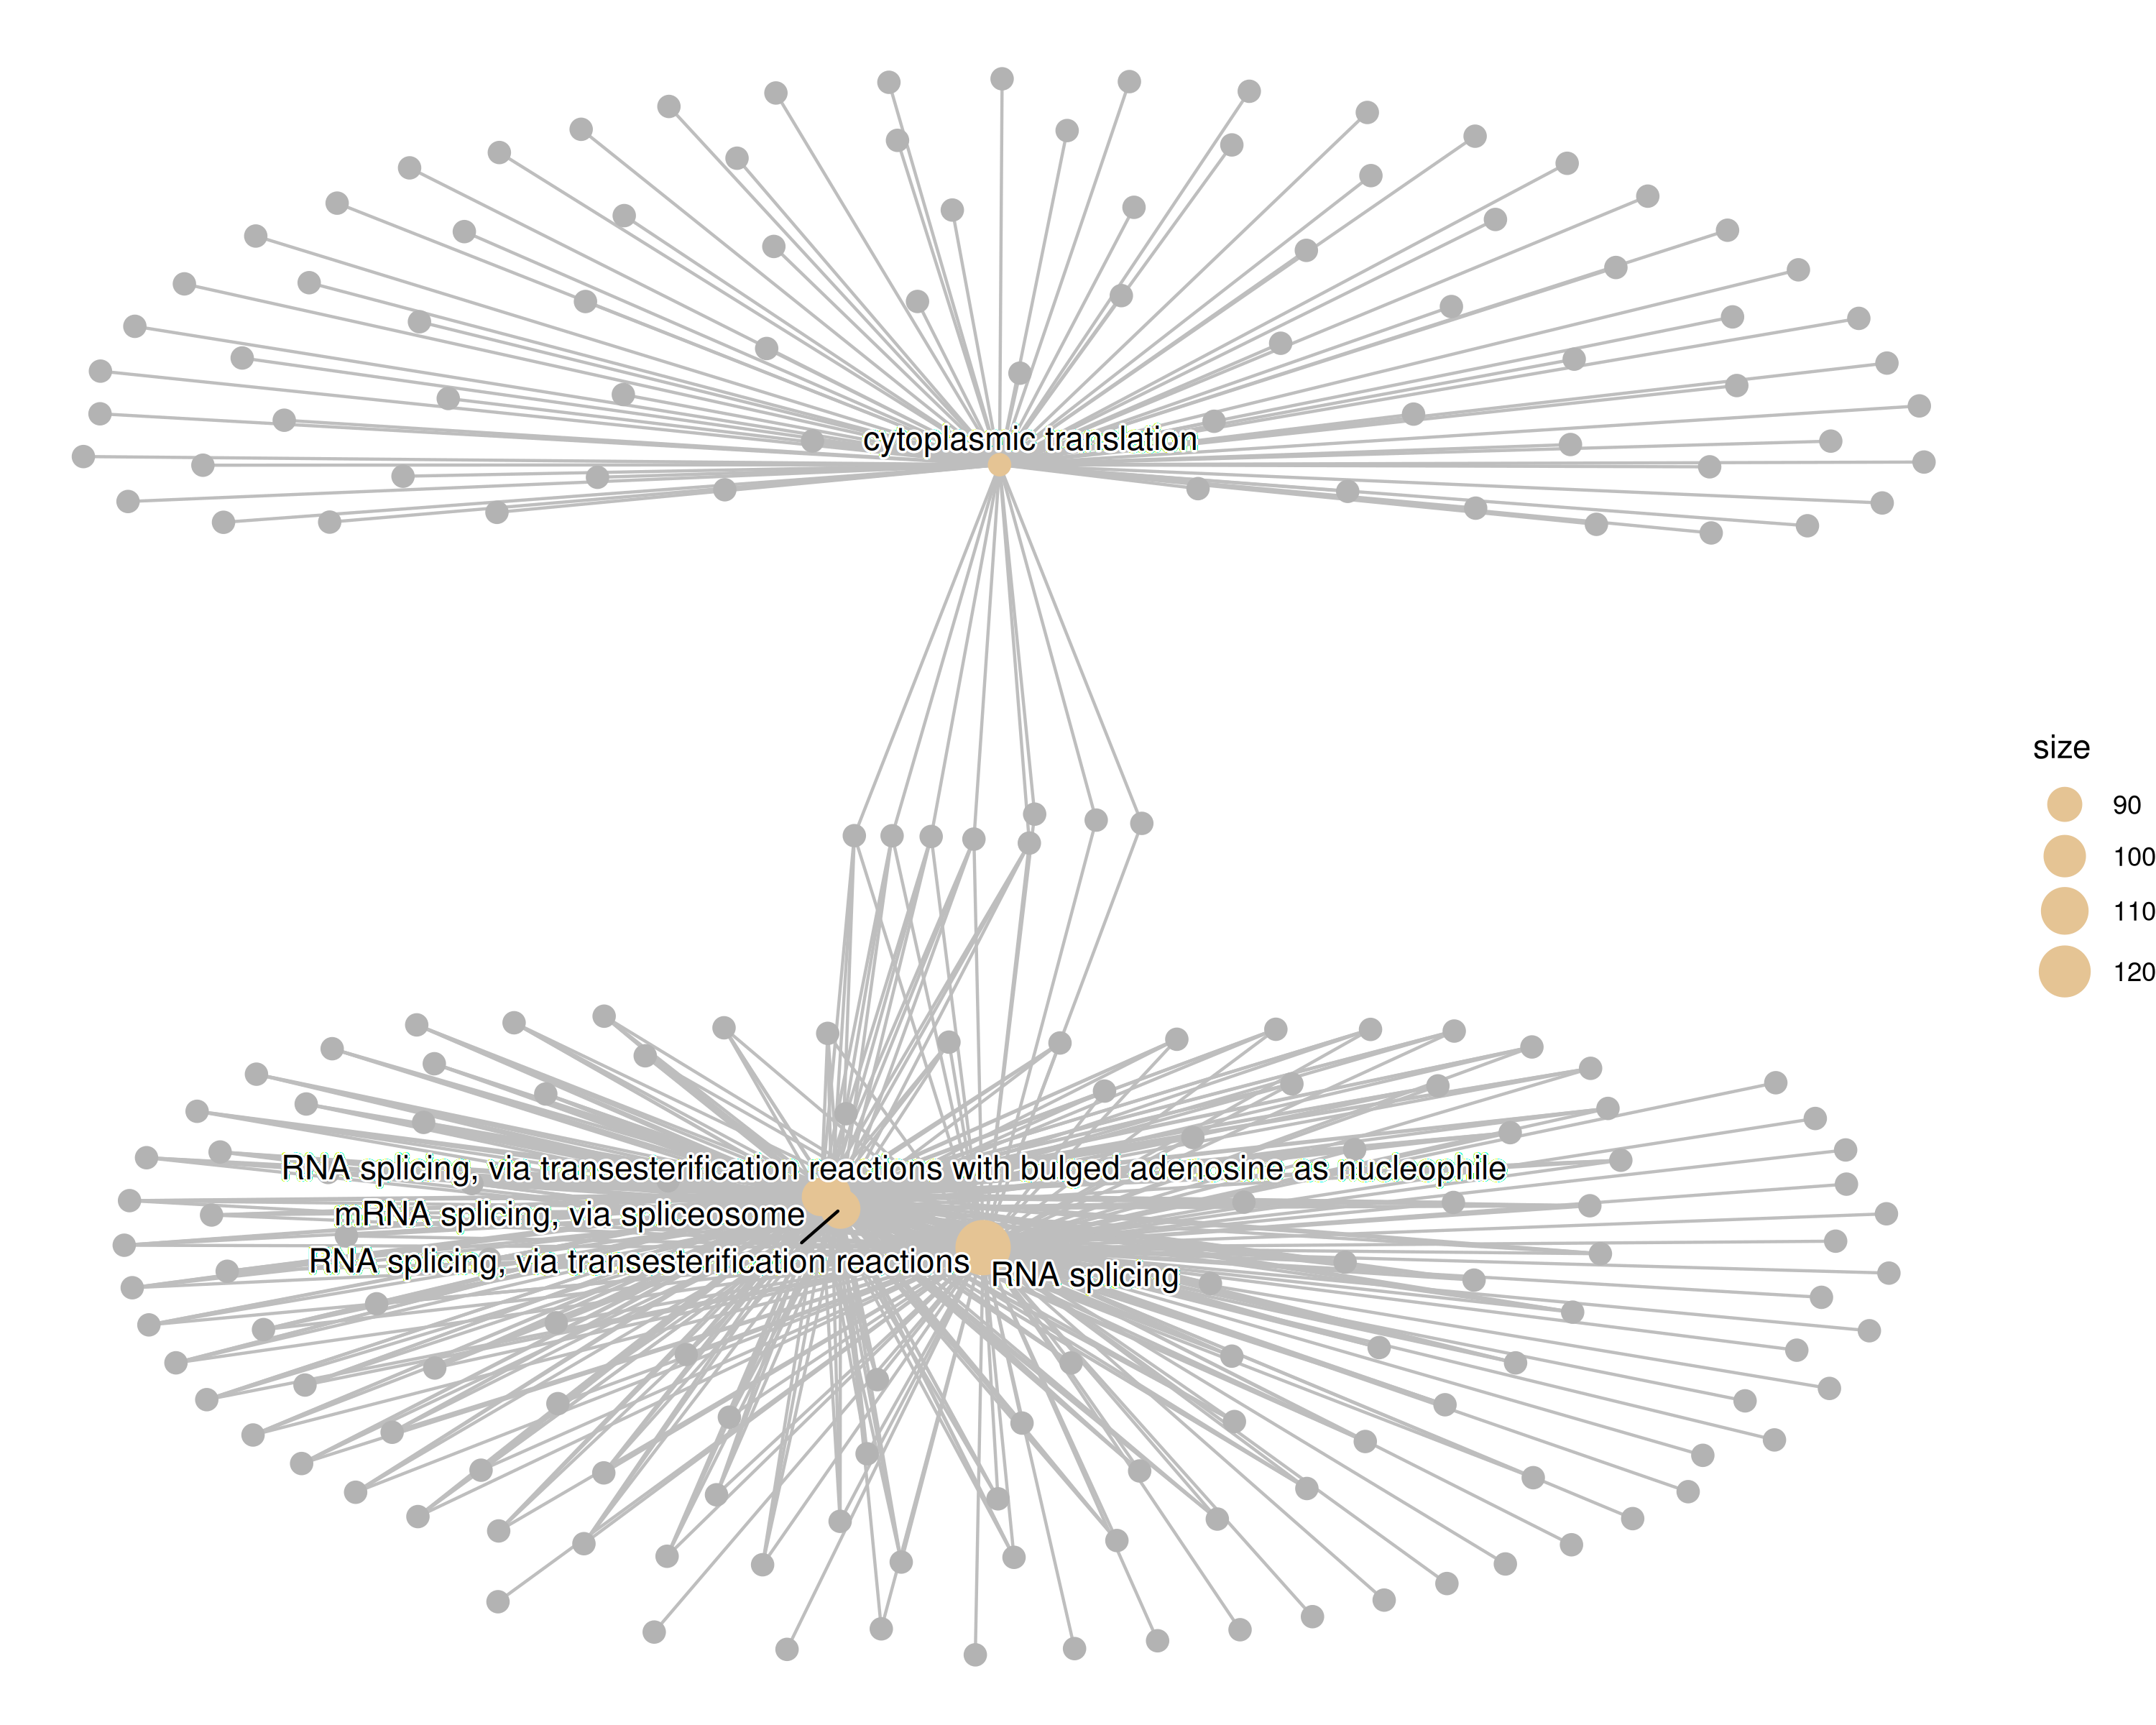 cytoplasmic translation
size
90
100
110
120
RNA splicing, via transesterification reactions with bulged adenosine as nucleophile
mRNA splicing, via spliceosome
RNA splicing, via transesterification reactions
RNA splicing